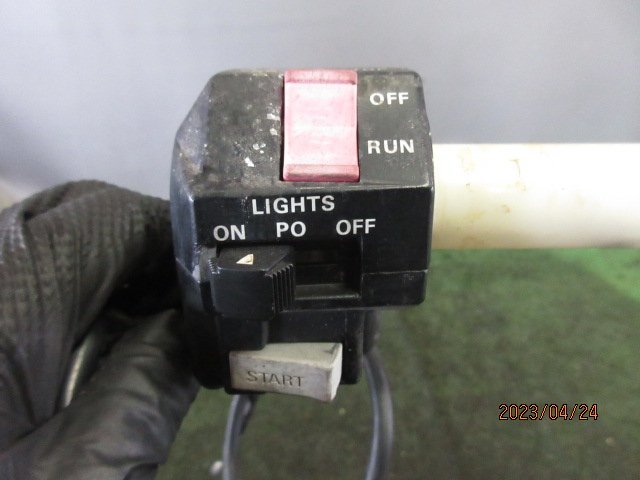 OFF
RUN
LIGHTS
ON PO OFF
START
2023/04/24